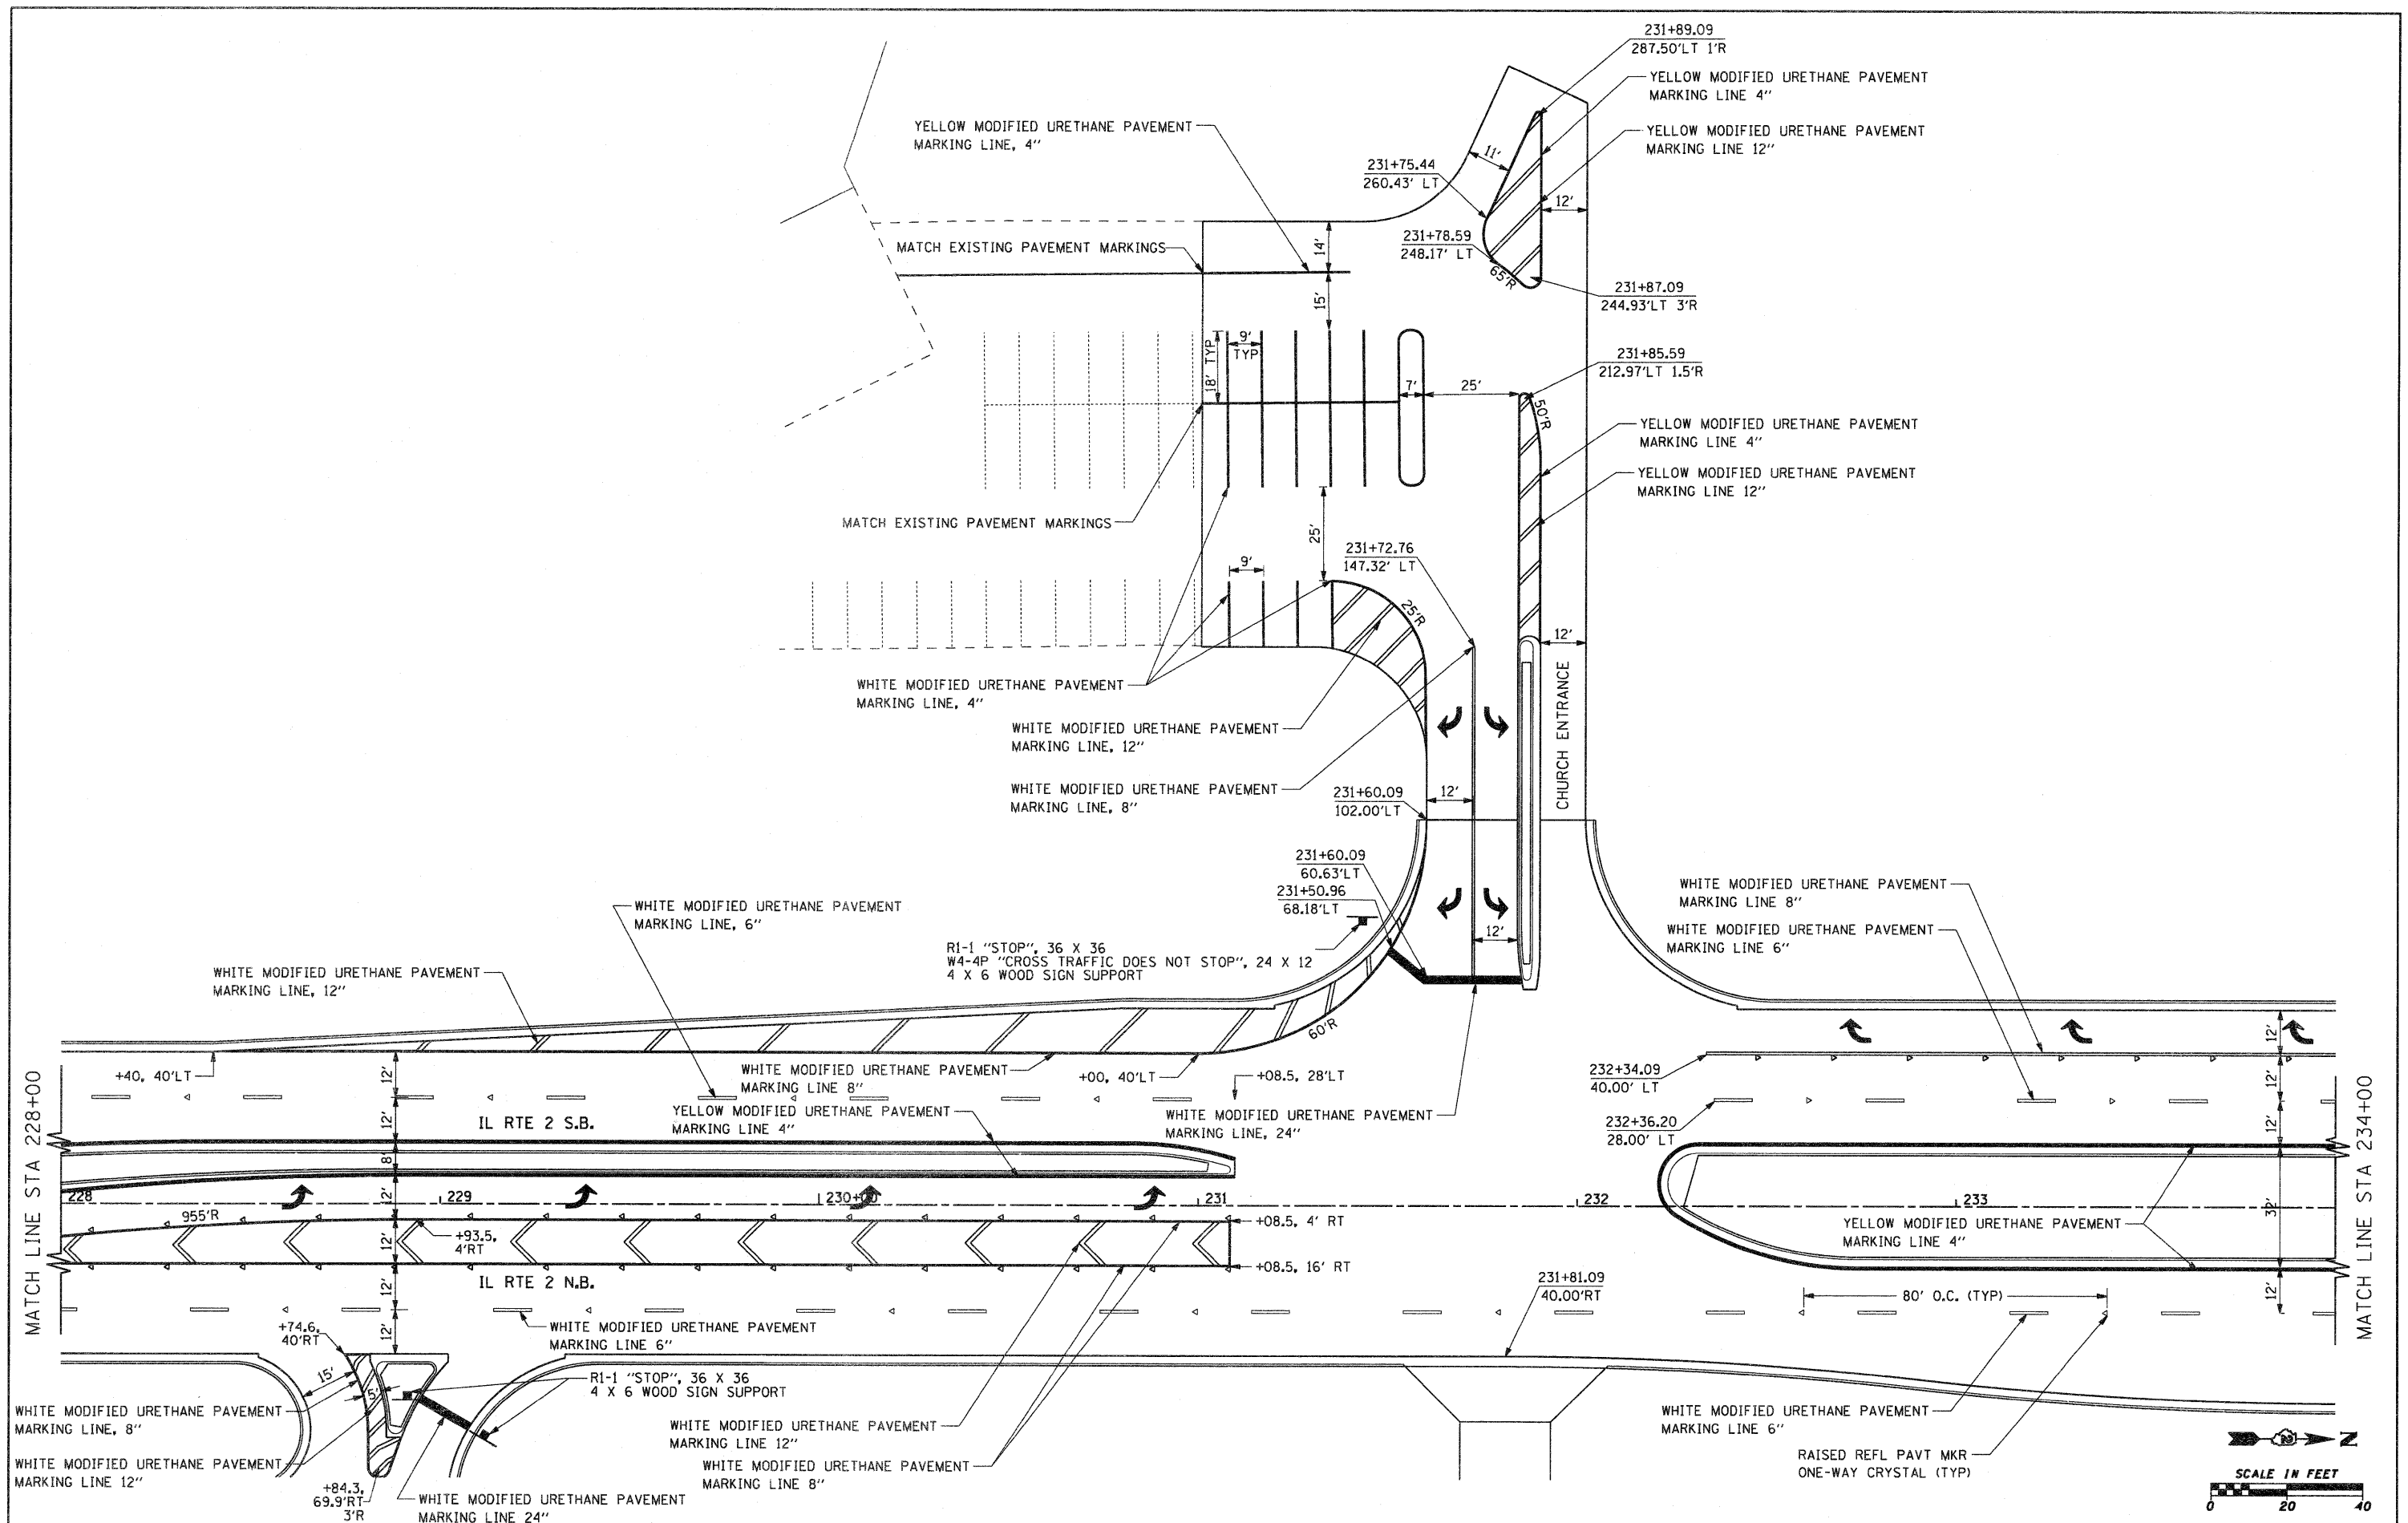 231+89.09
287.50'LT 1'R
YELLOW MODIFIED URETHANE PAVEMENT
MARKING LINE 4"
YELLOW MODIFIED URETHANE PAVEMENT
MARKING LINE, 4"
YELLOW MODIFIED URETHANE PAVEMENT
MARKING LINE 12"
11'
231+75.44
260.43' LT
12'
MATCH EXISTING PAVEMENT MARKINGS
14'
231+78.59
248.17' LT
65'R
15'
231+87.09
244.93'LT 3'R
9'
TYP
18' TYP
231+85.59
212.97'LT 1.5'R
7'
25'
50'R
YELLOW MODIFIED URETHANE PAVEMENT
MARKING LINE 4"
YELLOW MODIFIED URETHANE PAVEMENT
MARKING LINE 12"
MATCH EXISTING PAVEMENT MARKINGS
25'
231+72.76
147.32' LT
9'
25'R
12'
WHITE MODIFIED URETHANE PAVEMENT
MARKING LINE, 4"
CHURCH ENTRANCE
WHITE MODIFIED URETHANE PAVEMENT
MARKING LINE, 12"
WHITE MODIFIED URETHANE PAVEMENT
MARKING LINE, 8"
231+60.09
102.00'LT
12'
231+60.09
60.63'LT
231+50.96
68.18'LT
WHITE MODIFIED URETHANE PAVEMENT
MARKING LINE 8"
WHITE MODIFIED URETHANE PAVEMENT
MARKING LINE, 6"
WHITE MODIFIED URETHANE PAVEMENT
MARKING LINE 6"
R1-1 "STOP", 36 X 36
W4-4P "CROSS TRAFFIC DOES NOT STOP", 24 X 12
4 X 6 WOOD SIGN SUPPORT
12'
WHITE MODIFIED URETHANE PAVEMENT
MARKING LINE, 12"
60'R
12'
+40, 40'LT
12'
WHITE MODIFIED URETHANE PAVEMENT
MARKING LINE 8"
+00, 40'LT
+08.5, 28'LT
232+34.09
40.00' LT
12'
12'
IL RTE 2 S.B.
YELLOW MODIFIED URETHANE PAVEMENT
MARKING LINE 4"
WHITE MODIFIED URETHANE PAVEMENT
MARKING LINE, 24"
232+36.20
28.00' LT
12'
MATCH LINE STA 228+00
MATCH LINE STA 234+00
8'
228
12'
229
230+00
231
232
233
32'
955'R
+93.5,
4'RT
12'
+08.5, 4' RT
YELLOW MODIFIED URETHANE PAVEMENT
MARKING LINE 4"
+08.5, 16' RT
IL RTE 2 N.B.
12'
231+81.09
40.00'RT
80' O.C. (TYP)
12'
+74.6,
40'RT
12'
WHITE MODIFIED URETHANE PAVEMENT
MARKING LINE 6"
15'
5'
R1-1 "STOP", 36 X 36
4 X 6 WOOD SIGN SUPPORT
WHITE MODIFIED URETHANE PAVEMENT
MARKING LINE, 8"
WHITE MODIFIED URETHANE PAVEMENT
MARKING LINE 12"
WHITE MODIFIED URETHANE PAVEMENT
MARKING LINE 6"
WHITE MODIFIED URETHANE PAVEMENT
MARKING LINE 12"
WHITE MODIFIED URETHANE PAVEMENT
MARKING LINE 8"
RAISED REFL PAVT MKR
ONE-WAY CRYSTAL (TYP)
N
+84.3,
69.9'RT
3'R
WHITE MODIFIED URETHANE PAVEMENT
MARKING LINE 24"
SCALE IN FEET
0 20 40